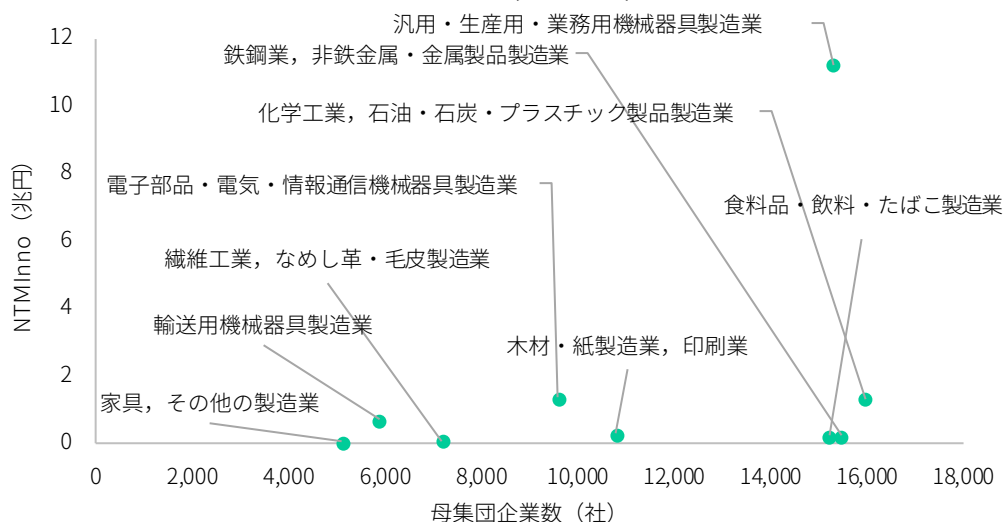 汎用・生産用・業務用機械器具製造業
鉄鋼業，非鉄金属・金属製品製造業
化学工業，石油・石炭・プラスチック製品製造業
電子部品・電気・情報通信機械器具製造業
食料品・飲料・たばこ製造業
繊維工業，なめし革・毛皮製造業
輸送用機械器具製造業
木材・紙製造業，印刷業
家具，その他の製造業
NTMInno（兆円）
12
10
8
6
4
2
0
0 2,000 4,000 6,000 8,000 10,000 12,000 14,000 16,000 18,000
母集団企業数（社）